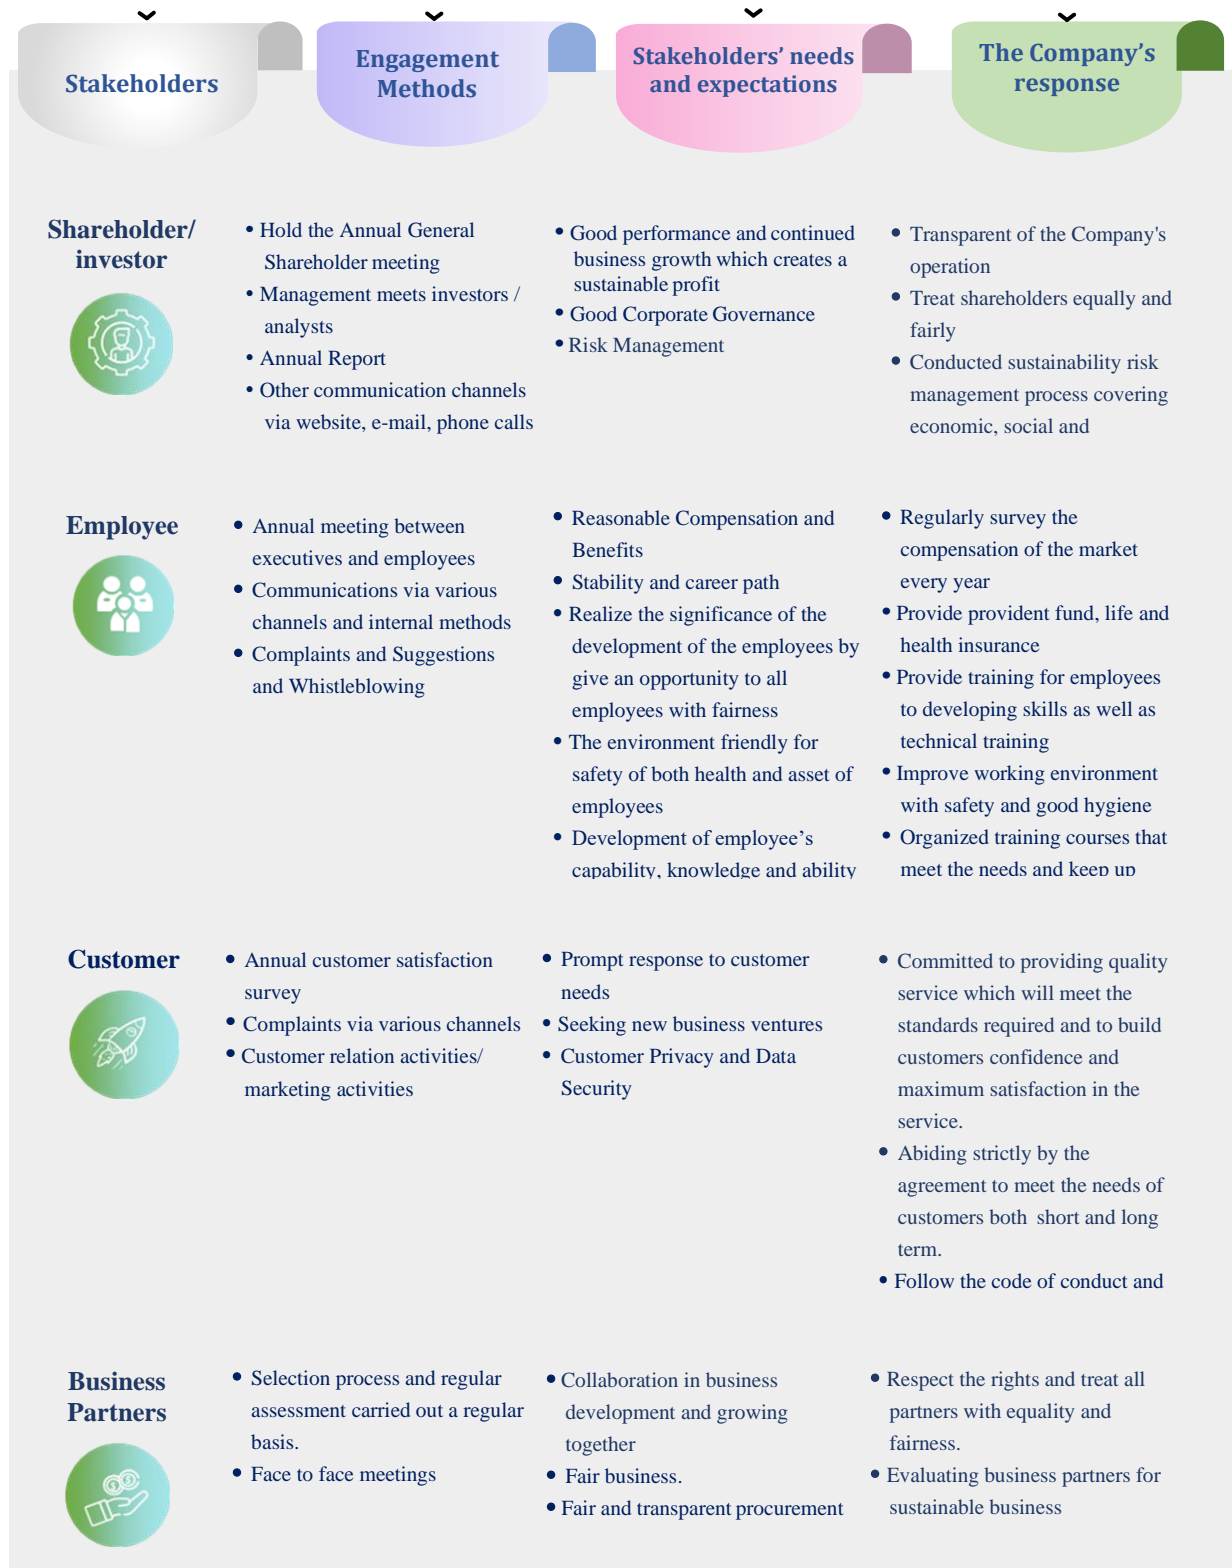 Stakeholders
Engagement
Methods
Stakeholders’ needs
and expectations
The Company’s
response
Shareholder/
investor
• Hold the Annual General
Shareholder meeting
• Management meets investors /
analysts
• Annual Report
• Other communication channels
via website, e-mail, phone calls
• Good performance and continued
business growth which creates a
sustainable profit
• Good Corporate Governance
• Risk Management
• Transparent of the Company's
operation
• Treat shareholders equally and
fairly
• Conducted sustainability risk
management process covering
economic, social and
Employee
• Annual meeting between
executives and employees
• Communications via various
channels and internal methods
• Complaints and Suggestions
and Whistleblowing
• Reasonable Compensation and
Benefits
• Stability and career path
• Realize the significance of the
development of the employees by
give an opportunity to all
employees with fairness
• The environment friendly for
safety of both health and asset of
employees
• Development of employee’s
capability, knowledge and ability
• Regularly survey the
compensation of the market
every year
• Provide provident fund, life and
health insurance
• Provide training for employees
to developing skills as well as
technical training
• Improve working environment
with safety and good hygiene
• Organized training courses that
meet the needs and keep up
Customer
• Annual customer satisfaction
survey
• Complaints via various channels
• Customer relation activities/
marketing activities
• Prompt response to customer
needs
• Seeking new business ventures
• Customer Privacy and Data
Security
• Committed to providing quality
service which will meet the
standards required and to build
customers confidence and
maximum satisfaction in the
service.
• Abiding strictly by the
agreement to meet the needs of
customers both short and long
term.
• Follow the code of conduct and
Business
Partners
• Selection process and regular
assessment carried out a regular
basis.
• Face to face meetings
• Collaboration in business
development and growing
together
• Fair business.
• Fair and transparent procurement
• Respect the rights and treat all
partners with equality and
fairness.
• Evaluating business partners for
sustainable business